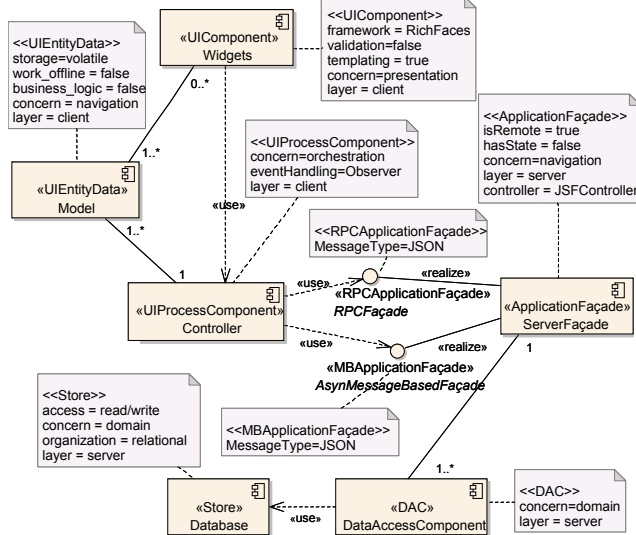 <<UIEntityData>>
storage=volatile
work_offline = false
business_logic = false
concern = navigation
layer = client
«UIComponent»
Widgets
<<UIComponent>>
framework = RichFaces
validation=false
templating = true
concern=presentation
layer = client
0..*
1..*
<<ApplicationFaçade>>
isRemote = true
hasState = false
concern=navigation
layer = server
controller = JSFController
<<UIProcessComponent>>
concern=orchestration
eventHandling=Observer
layer = client
«UIEntityData»
Model
«use»
1..*
<<RPCApplicationFaçade>>
MessageType=JSON
1
«use»
«realize»
«UIProcessComponent»
Controller
«RPCApplicationFaçade»
RPCFaçade
«ApplicationFaçade»
ServerFaçade
«use»
«realize»
1
«MBApplicationFaçade»
AsynMessageBasedFaçade
<<Store>>
access = read/write
concern = domain
organization = relational
layer = server
<<MBApplicationFaçade>>
MessageType=JSON
1..*
«Store»
Database
«use»
«DAC»
DataAccessComponent
<<DAC>>
concern=domain
layer = server